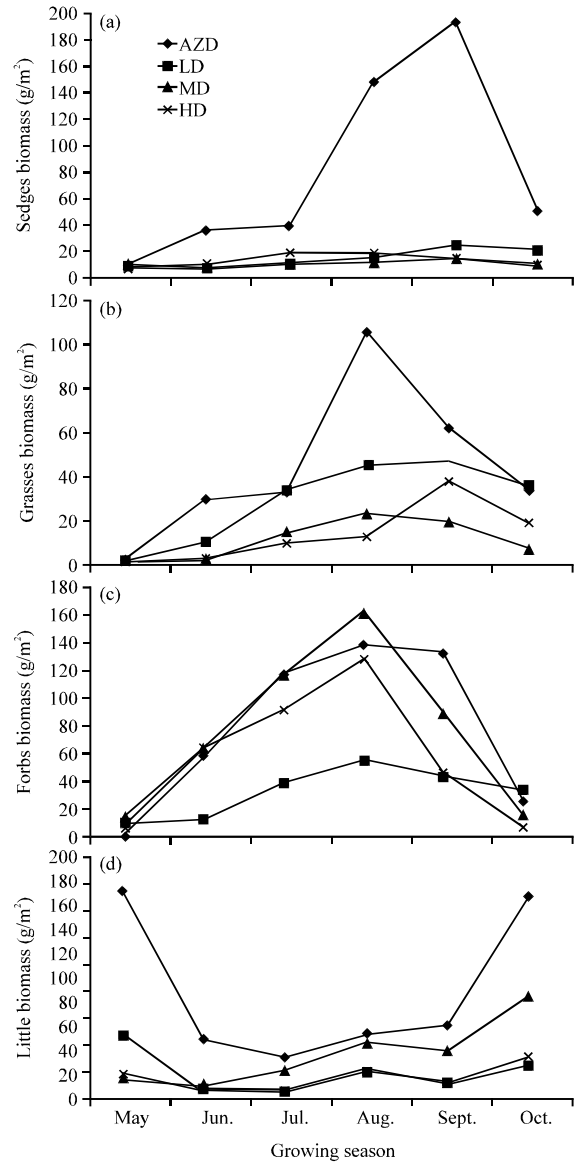 (a)
AZD
LD
MD
HD
Sedges biomass (g/m²)
200
180
160
140
120
100
80
60
40
20
0
(b)
Grasses biomass (g/m²)
120
100
80
60
40
20
0
(c)
Forbs biomass (g/m²)
180
160
140
120
100
80
60
40
20
0
(d)
Little biomass (g/m²)
200
180
160
140
120
100
80
60
40
20
0
May Jun. Jul. Aug. Sept. Oct.
Growing season